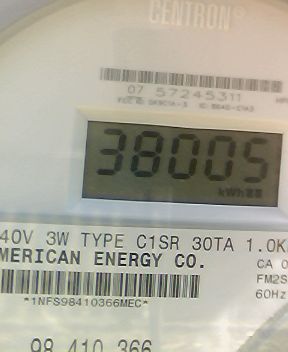 CENTRON®
07 57245311
38005
kWh
40V 3W TYPE C1SR 30TA 1.0K
MERICAN ENERGY CO.
CA 0
FM2S
60Hz
*1NFS98410366MEC*
98 410 366